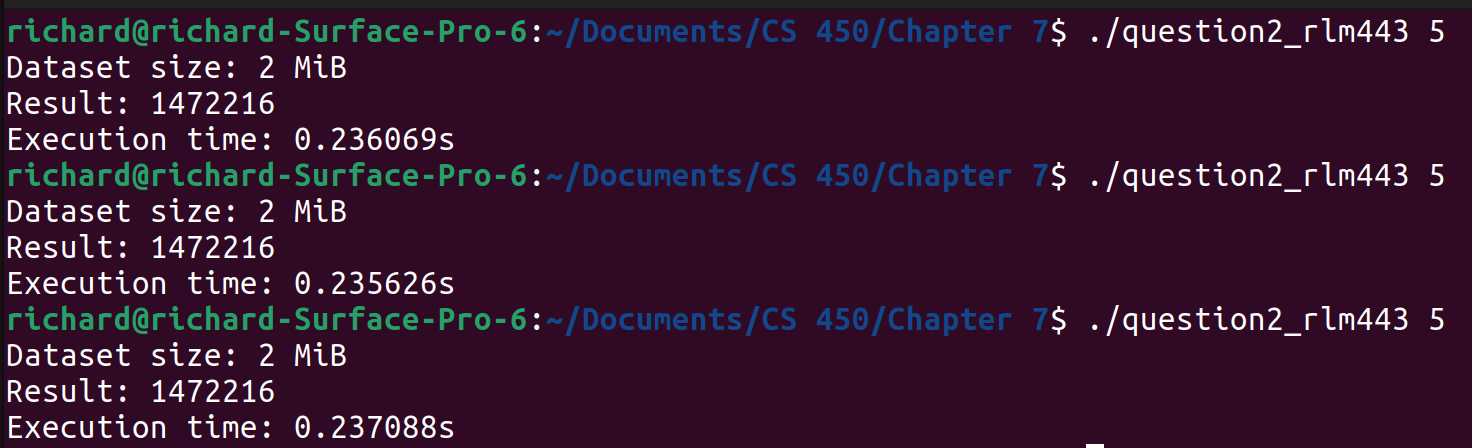 richard@richard-Surface-Pro-6:~/Documents/CS 450/Chapter 7$ ./question2_rlm443 5
Dataset size: 2 MiB
Result: 1472216
Execution time: 0.236069s
richard@richard-Surface-Pro-6:~/Documents/CS 450/Chapter 7$ ./question2_rlm443 5
Dataset size: 2 MiB
Result: 1472216
Execution time: 0.235626s
richard@richard-Surface-Pro-6:~/Documents/CS 450/Chapter 7$ ./question2_rlm443 5
Dataset size: 2 MiB
Result: 1472216
Execution time: 0.237088s